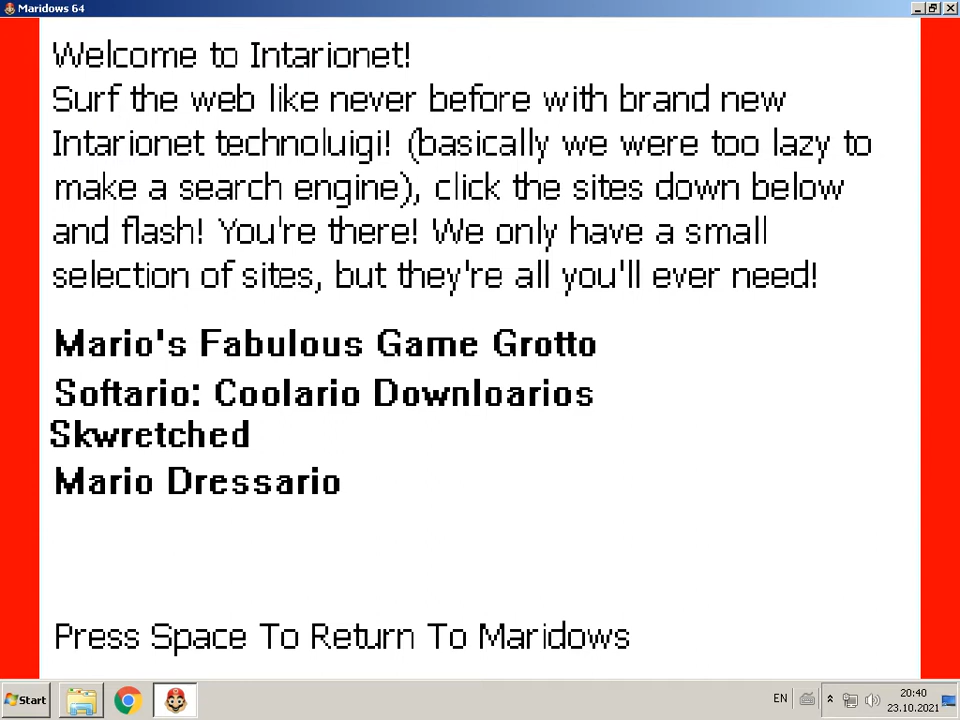 Maridows 64
Welcome to Intarionet!
Surf the web like never before with brand new
Intarionet technoluigi! (basically we were too lazy to
make a search engine), click the sites down below
and flash! You're there! We only have a small
selection of sites, but they're all you'll ever need!
Mario's Fabulous Game Grotto
Softario: Coolario Downloarios
Skwretched
Mario Dressario
Press Space To Return To Maridows
Start
EN
20:40
23.10.2021